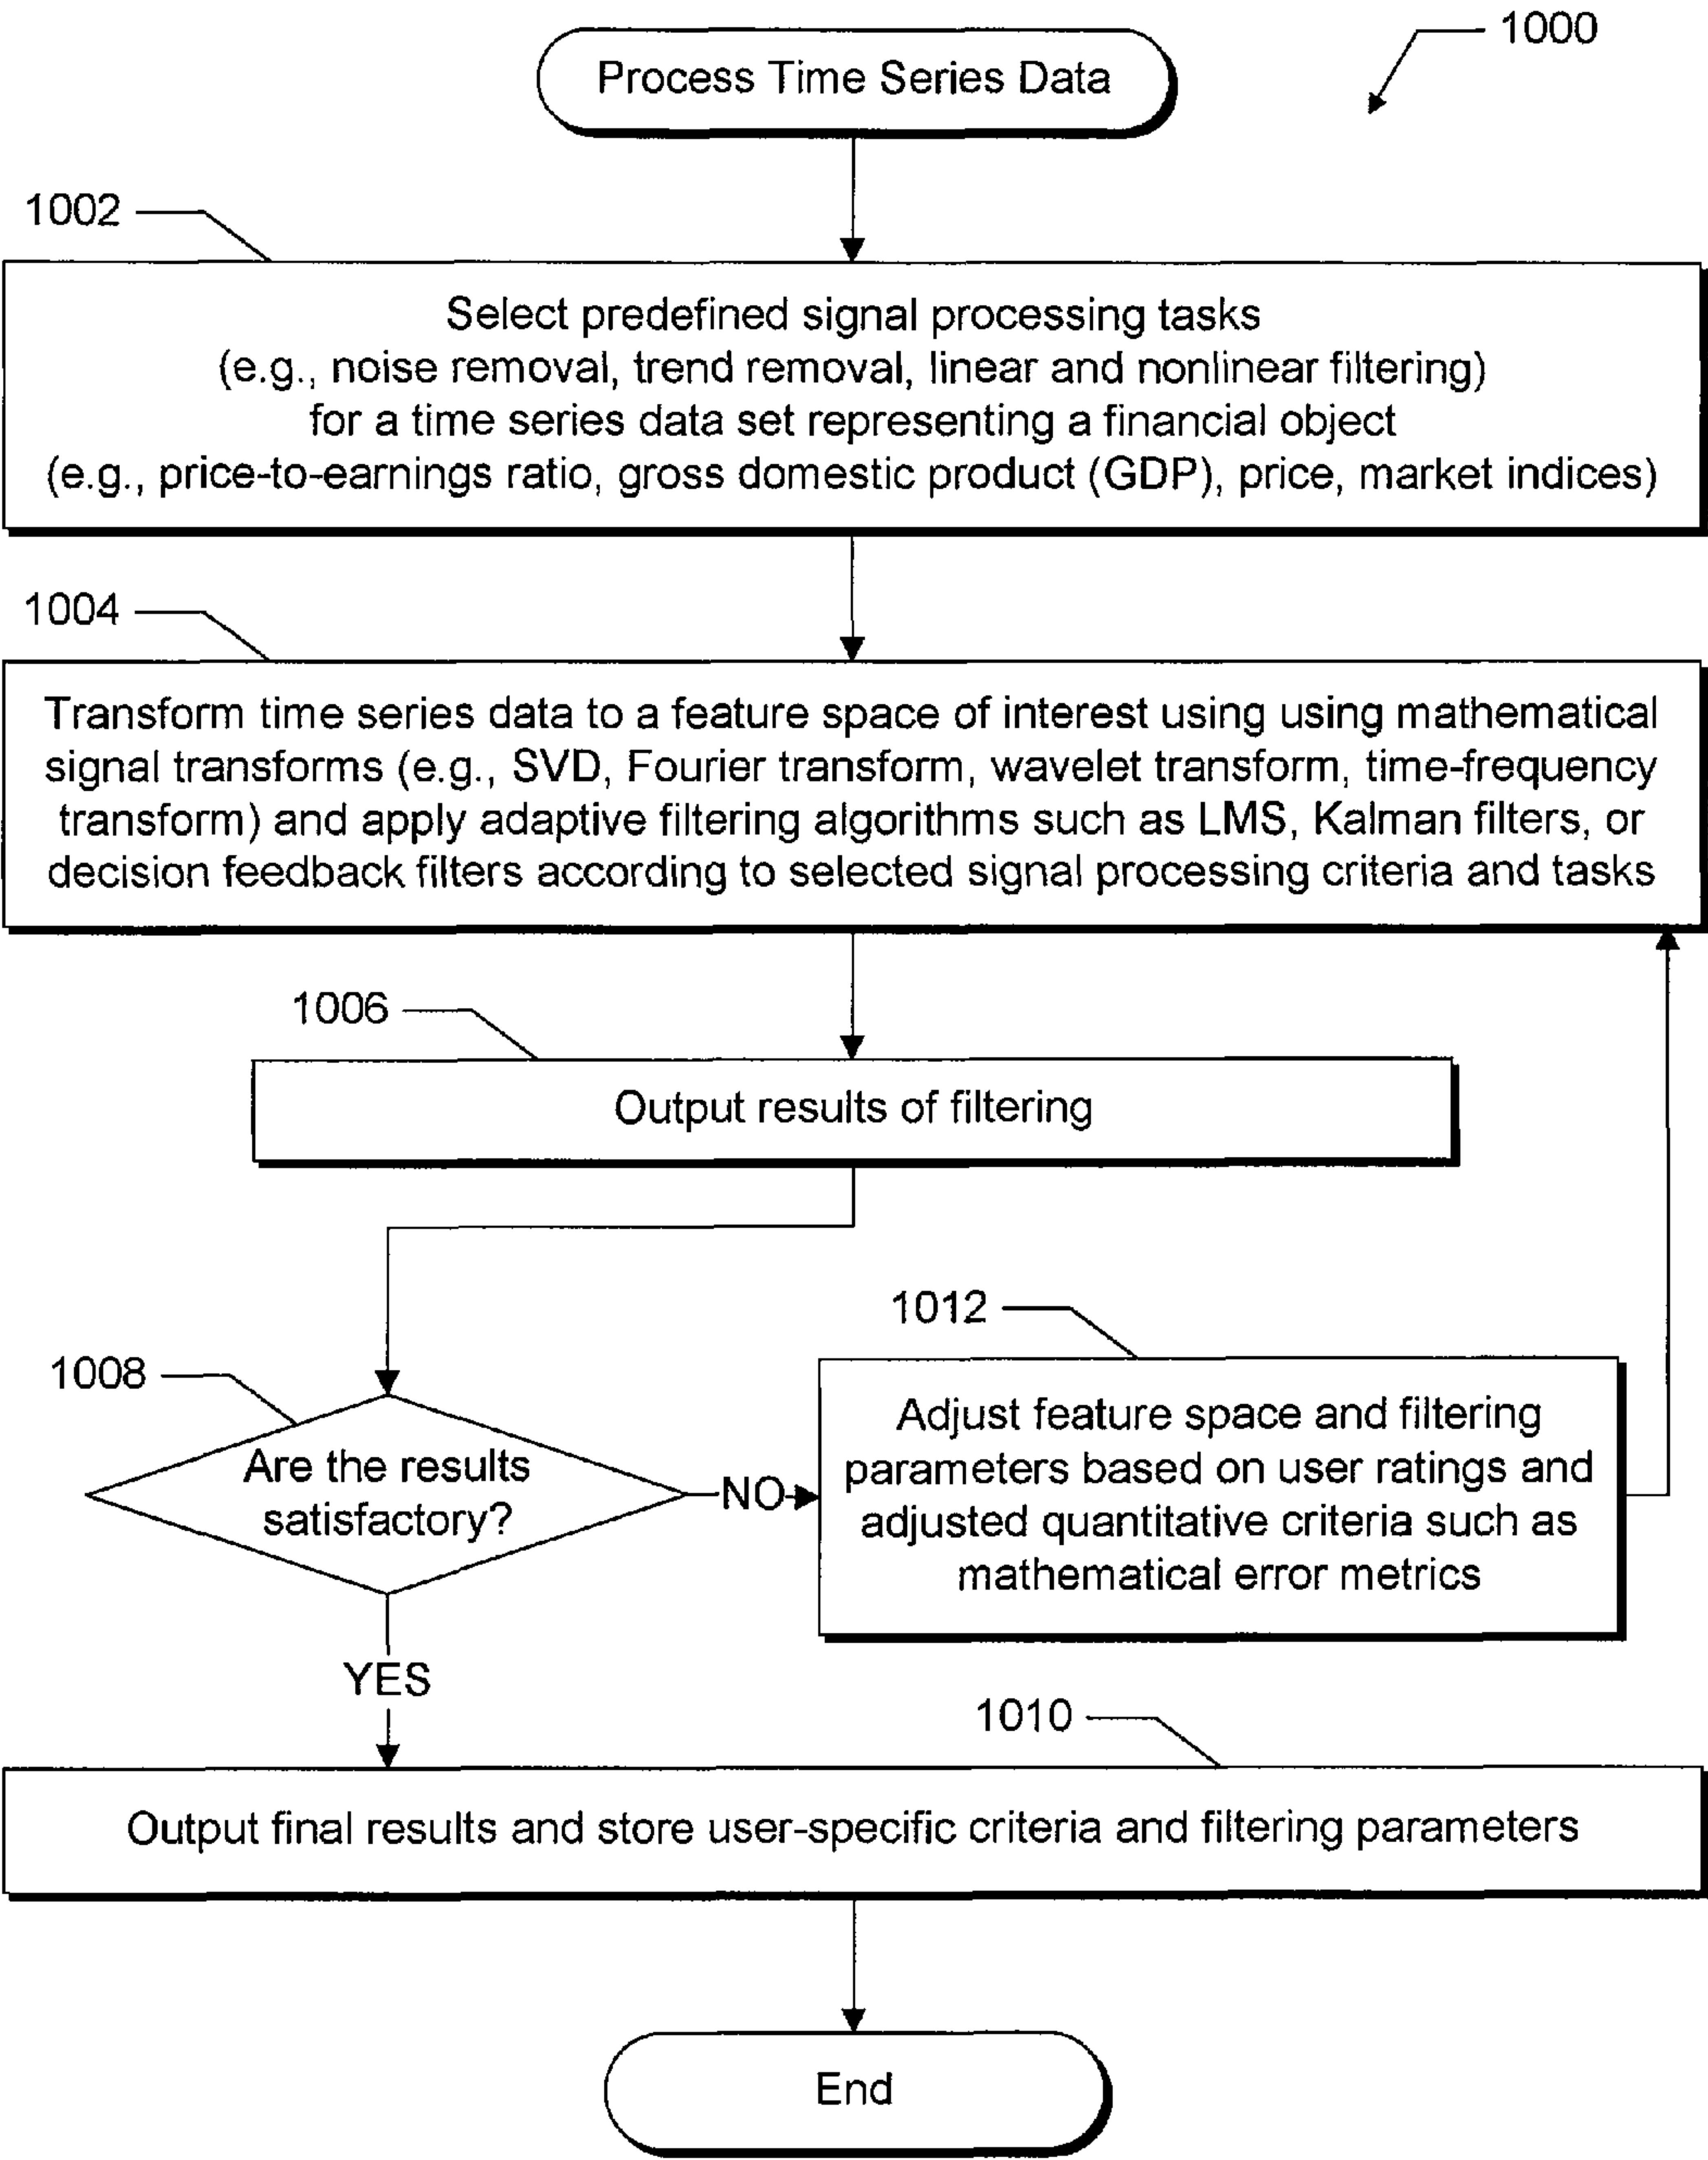 1000
Process Time Series Data
1002
Select predefined signal processing tasks
(e.g., noise removal, trend removal, linear and nonlinear filtering)
for a time series data set representing a financial object
(e.g., price-to-earnings ratio, gross domestic product (GDP), price, market indices)
1004
Transform time series data to a feature space of interest using using mathematical
signal transforms (e.g., SVD, Fourier transform, wavelet transform, time-frequency
transform) and apply adaptive filtering algorithms such as LMS, Kalman filters, or
decision feedback filters according to selected signal processing criteria and tasks
1006
Output results of filtering
1008
Are the results
satisfactory?
NO
1012
Adjust feature space and filtering
parameters based on user ratings and
adjusted quantitative criteria such as
mathematical error metrics
YES
1010
Output final results and store user-specific criteria and filtering parameters
End